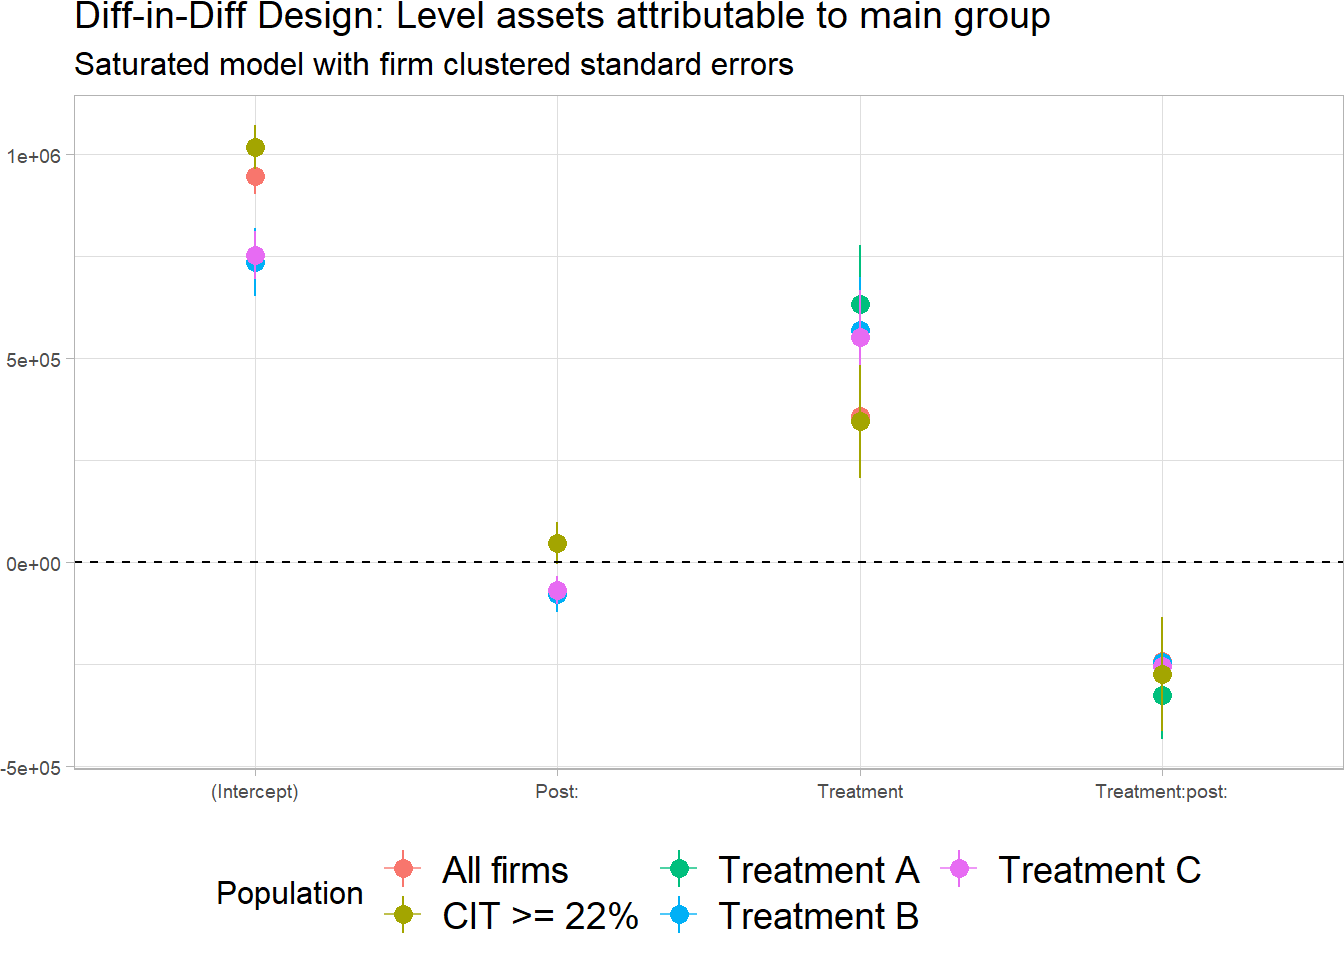 Diff-in-Diff Design: Level assets attributable to main group
Saturated model with firm clustered standard errors
1e+06
5e+05
0e+00
-5e+05
(Intercept)
Post:
Treatment
Treatment:post:
Population
All firms
CIT >= 22%
Treatment A
Treatment B
Treatment C